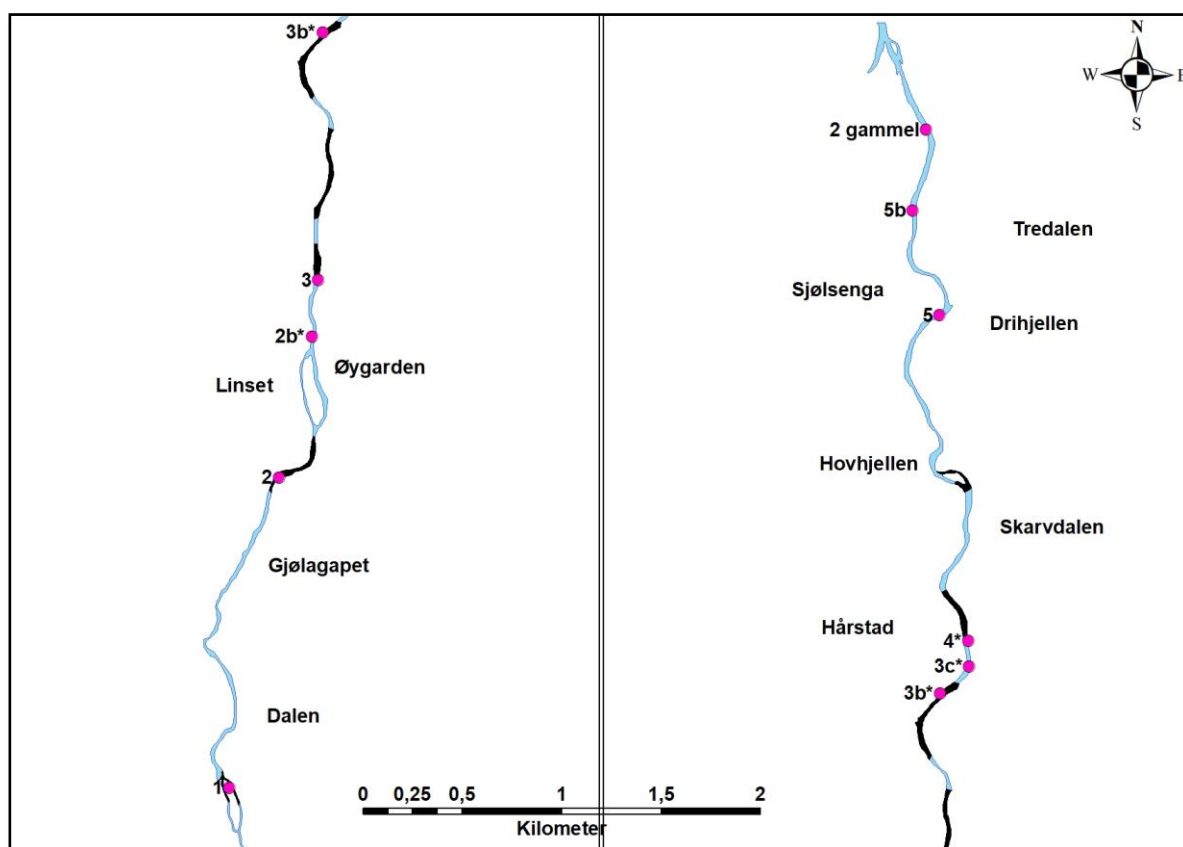 3b*
3
2b*
Øygarden
Linset
2
Gjølagapet
Dalen
1
0 0,25 0,5 1 1,5 2
Kilometer
N
W E
S
2 gammel
5b
Tredalen
Sjølsenga
5
Drihjellen
Hovhjellen
Skarvdalen
Hårstad
4*
3c*
3b*